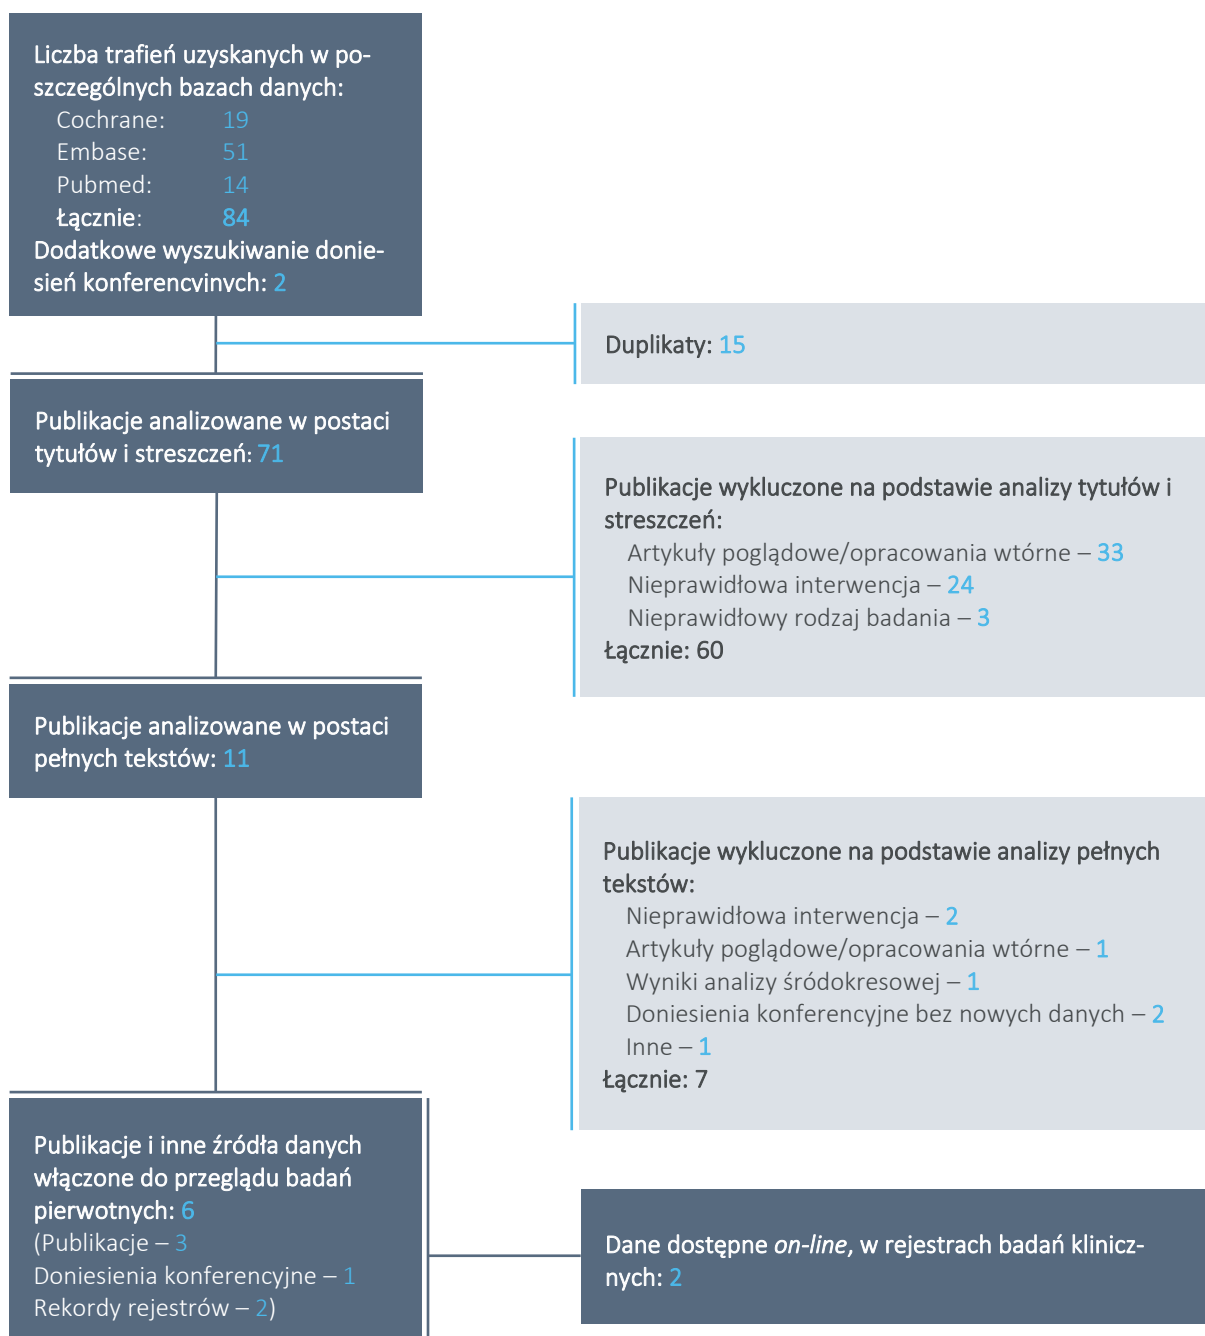 Liczba trafień uzyskanych w po-
szczególnych bazach danych:
Cochrane: 19
Embase: 51
Pubmed: 14
Łącznie: 84
Dodatkowe wyszukiwanie donie-
sień konferencyjnych: 2
Duplikaty: 15
Publikacje analizowane w postaci
tytułów i streszczeń: 71
Publikacje wykluczone na podstawie analizy tytułów i
streszczeń:
Artykuły poglądowe/opracowania wtórne – 33
Nieprawidłowa interwencja – 24
Nieprawidłowy rodzaj badania – 3
Łącznie: 60
Publikacje analizowane w postaci
pełnych tekstów: 11
Publikacje wykluczone na podstawie analizy pełnych
tekstów:
Nieprawidłowa interwencja – 2
Artykuły poglądowe/opracowania wtórne – 1
Wyniki analizy śródokresowej – 1
Doniesienia konferencyjne bez nowych danych – 2
Inne – 1
Łącznie: 7
Publikacje i inne źródła danych
włączone do przeglądu badań
pierwotnych: 6
(Publikacje – 3
Doniesienia konferencyjne – 1
Rekordy rejestrów – 2)
Dane dostępne on-line, w rejestrach badań klinicz-
nych: 2